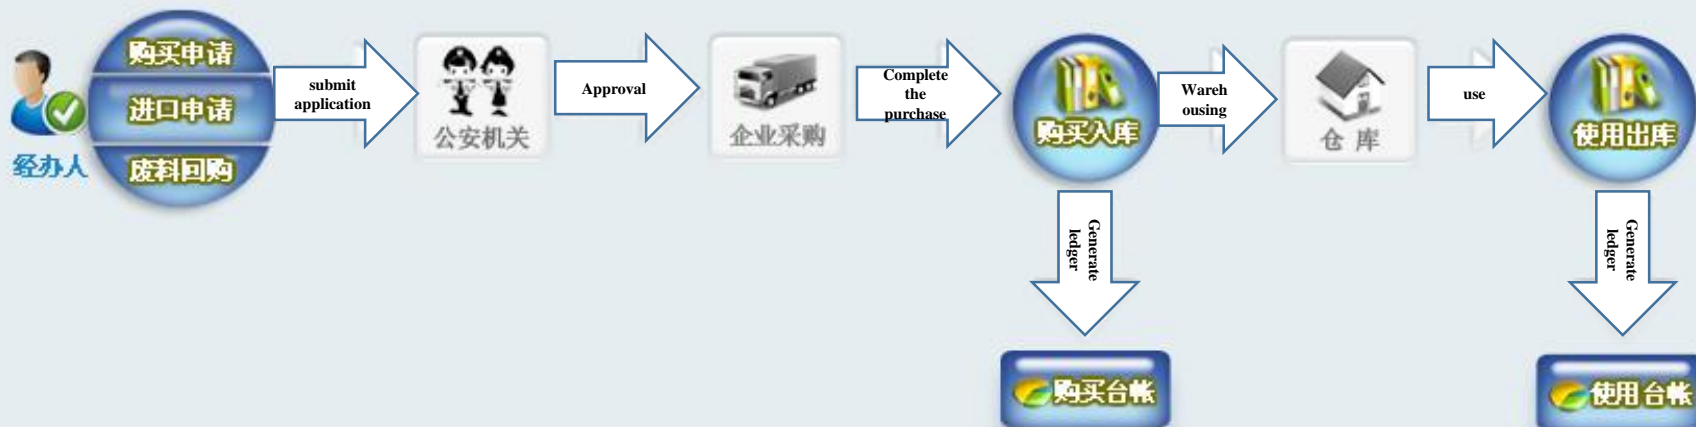 购买申请
进口申请
废料回购
经办人
submit
application
公安机关
Approval
企业采购
Complete
the
purchase
购买入库
Wareh
ousing
仓 库
use
使用出库
Generate
ledger
Generate
ledger
购买台帐
使用台帐